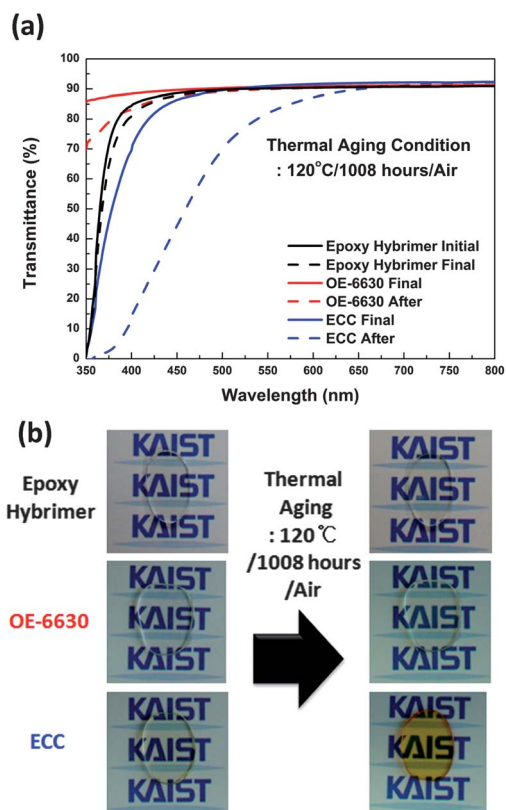 (a)
100
90
80
70
60
50
40
30
20
10
0
Transmittance (%)
Thermal Aging Condition
: 120°C/1008 hours/Air
Epoxy Hybrimer Initial
Epoxy Hybrimer Final
OE-6630 Final
OE-6630 After
ECC Final
ECC After
350 400 450 500 550 600 650 700 750 800
Wavelength (nm)
(b)
Epoxy
Hybrimer
KAIST
KAIST
KAIST
Thermal
Aging
: 120℃
/1008 hours
/Air
KAIST
KAIST
KAIST
OE-6630
KAIST
KAIST
KAIST
KAIST
KAIST
KAIST
ECC
KAIST
KAIST
KAIST
KAIST
KAIST
KAIST